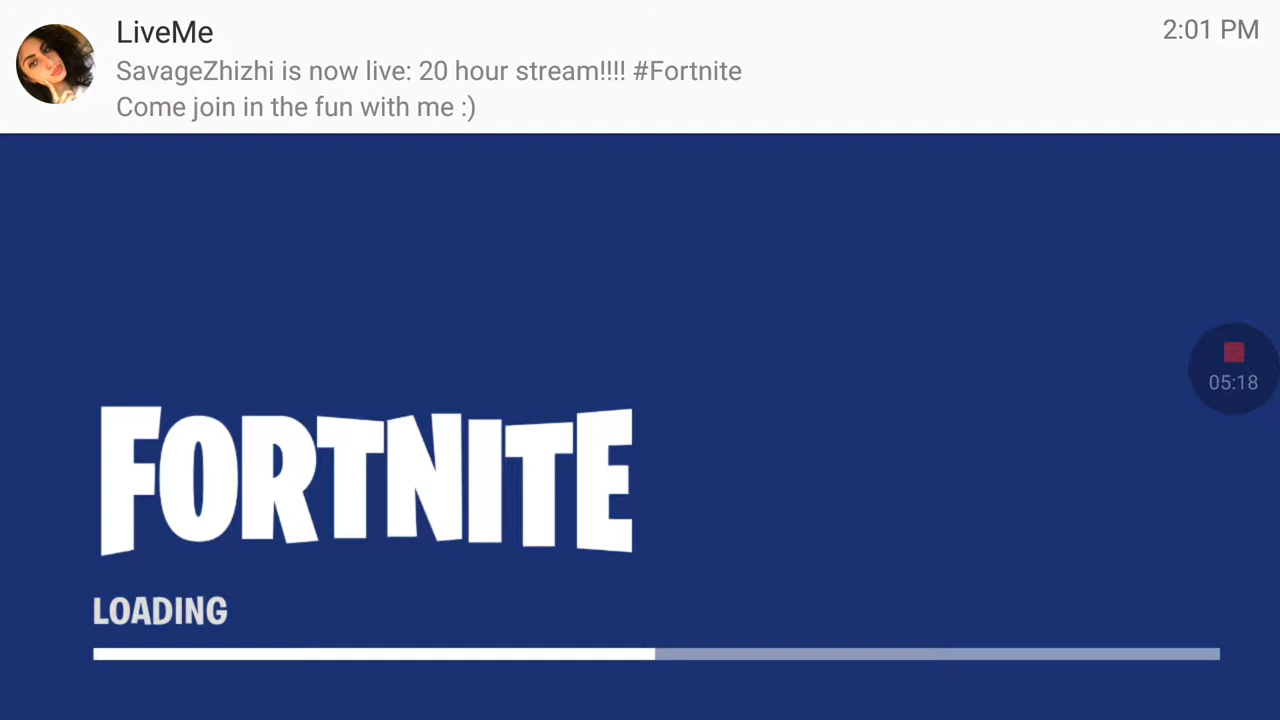 LiveMe
2:01 PM
SavageZhizhi is now live: 20 hour stream!!!! #Fortnite
Come join in the fun with me :)
05:18
FORTNITE
LOADING